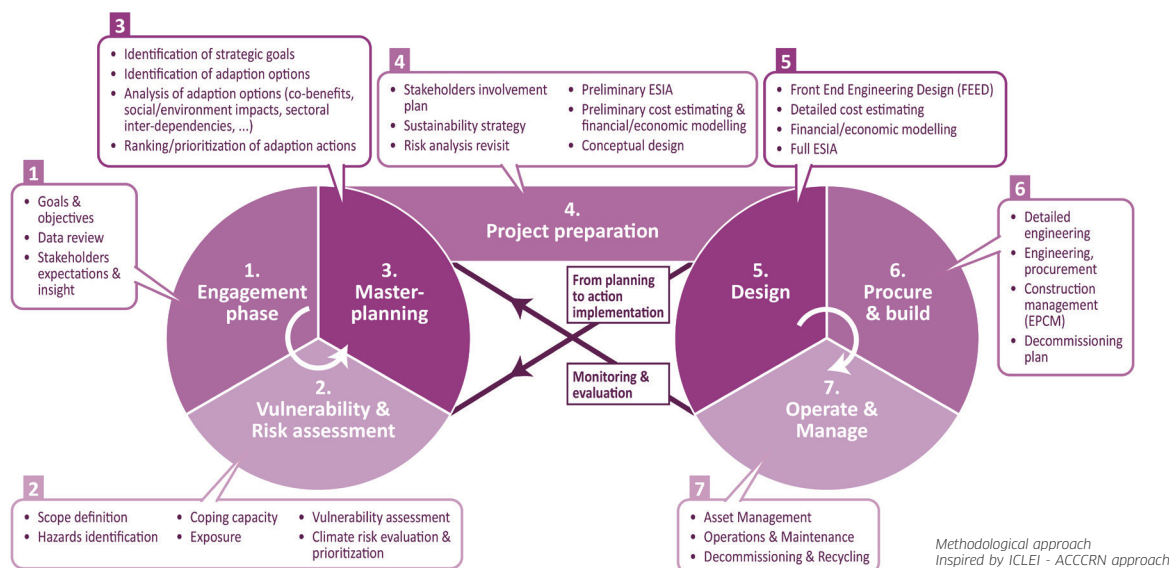 3
• Identification of strategic goals
• Identification of adaption options
• Analysis of adaption options (co-benefits,
social/environment impacts, sectoral
inter-dependencies, ...)
• Ranking/prioritization of adaption actions
4
• Stakeholders involvement
plan
• Sustainability strategy
• Risk analysis revisit
• Preliminary ESIA
• Preliminary cost estimating &
financial/economic modelling
• Conceptual design
5
• Front End Engineering Design (FEED)
• Detailed cost estimating
• Financial/economic modelling
• Full ESIA
1
• Goals &
objectives
• Data review
• Stakeholders
expectations &
insight
6
• Detailed
engineering
• Engineering,
procurement
• Construction
management
(EPCM)
• Decommissioning
plan
1.
Engagement
phase
3.
Master-
planning
2.
Vulnerability &
Risk assessment
4.
Project preparation
From planning
to action
implementation
Monitoring &
evaluation
5.
Design
6.
Procure
& build
7.
Operate &
Manage
2
• Scope definition
• Hazards identification
• Coping capacity
• Exposure
• Vulnerability assessment
• Climate risk evaluation &
prioritization
7
• Asset Management
• Operations & Maintenance
• Decommissioning & Recycling
Methodological approach
Inspired by ICLEI - ACCCRN approach